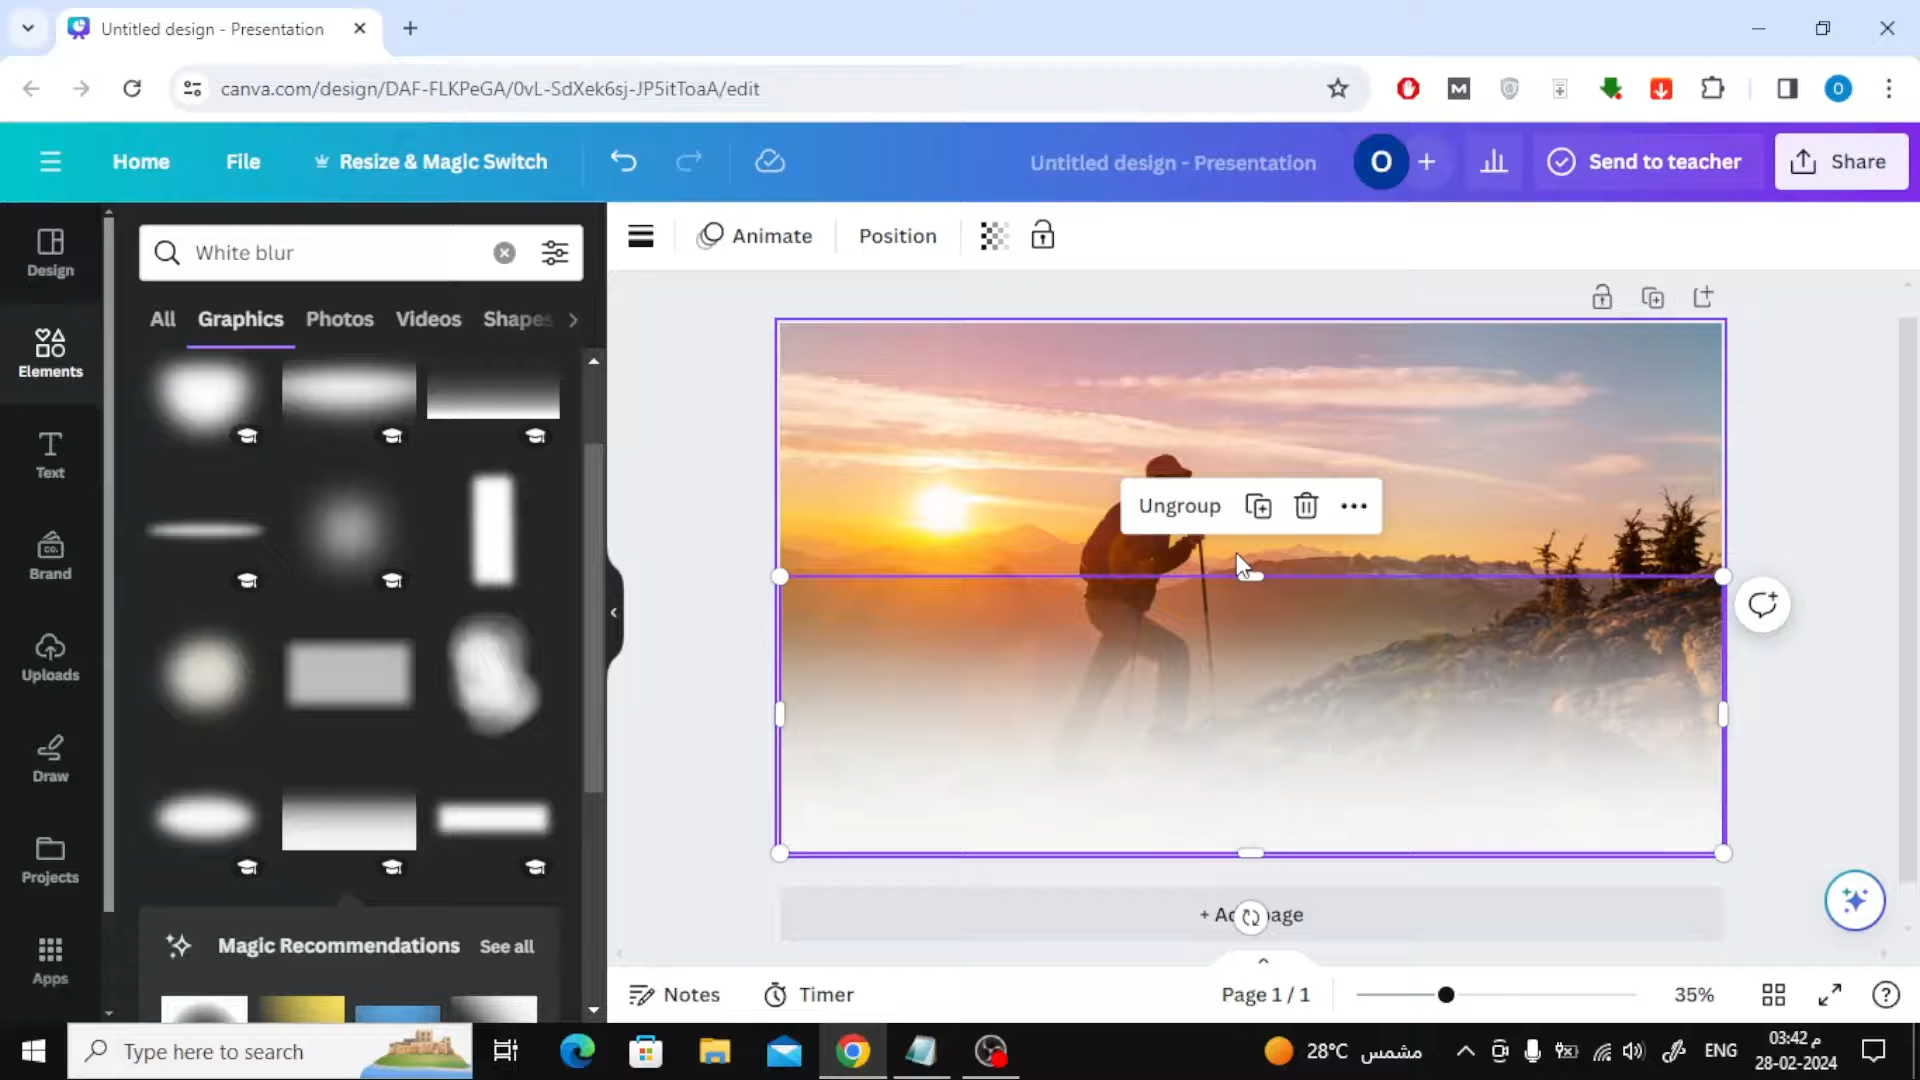 Untitled design - Presentation
canva.com/design/DAF-FLKPeGA/0vL-SdXek6sj-JP5itToaA/edit
Home
File
Resize & Magic Switch
Untitled design - Presentation
O
Send to teacher
Share
Design
Elements
Text
Brand
Uploads
Draw
Projects
Apps
White blur
All
Graphics
Photos
Videos
Shapes
Magic Recommendations
See all
Animate
Position
Ungroup
Notes
Timer
Page 1 / 1
35%
Type here to search
28°C مشمس
ENG
03:42 م
28-02-2024